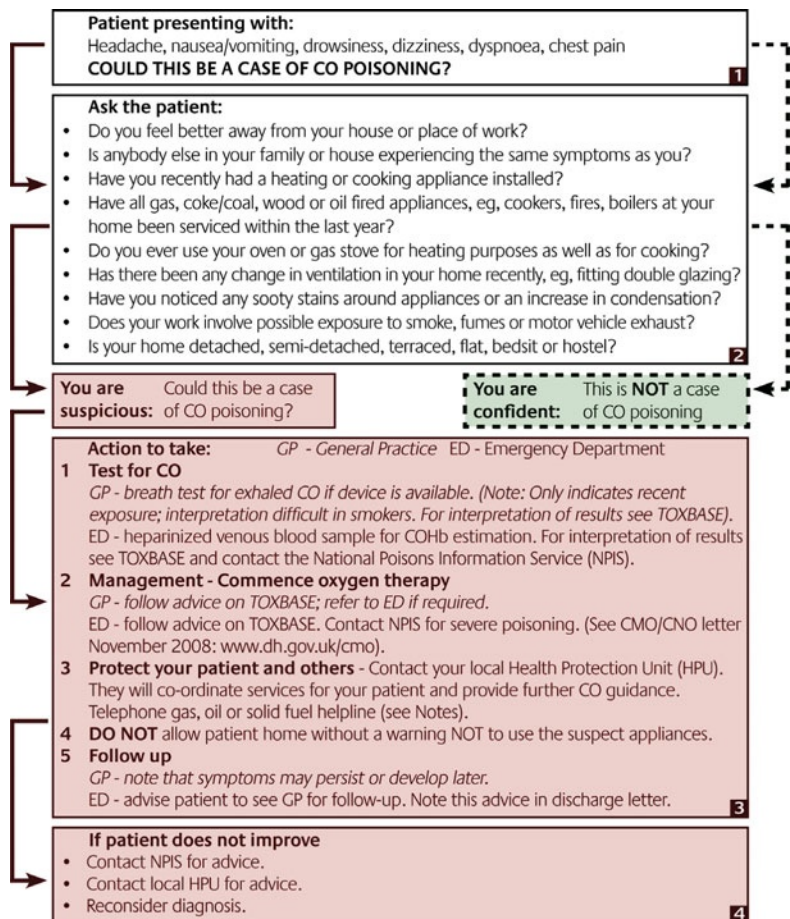 Patient presenting with:
Headache, nausea/vomiting, drowsiness, dizziness, dyspnoea, chest pain
COULD THIS BE A CASE OF CO POISONING?
1
Ask the patient:
• Do you feel better away from your house or place of work?
• Is anybody else in your family or house experiencing the same symptoms as you?
• Have you recently had a heating or cooking appliance installed?
• Have all gas, coke/coal, wood or oil fired appliances, eg, cookers, fires, boilers at your
home been serviced within the last year?
• Do you ever use your oven or gas stove for heating purposes as well as for cooking?
• Has there been any change in ventilation in your home recently, eg, fitting double glazing?
• Have you noticed any sooty stains around appliances or an increase in condensation?
• Does your work involve possible exposure to smoke, fumes or motor vehicle exhaust?
• Is your home detached, semi-detached, terraced, flat, bedsit or hostel?
2
You are suspicious: Could this be a case of CO poisoning?
You are confident: This is NOT a case of CO poisoning
Action to take: GP - General Practice ED - Emergency Department
1 Test for CO
GP - breath test for exhaled CO if device is available. (Note: Only indicates recent
exposure; interpretation difficult in smokers. For interpretation of results see TOXBASE).
ED - heparinized venous blood sample for COHb estimation. For interpretation of results
see TOXBASE and contact the National Poisons Information Service (NPIS).
2 Management - Commence oxygen therapy
GP - follow advice on TOXBASE; refer to ED if required.
ED - follow advice on TOXBASE. Contact NPIS for severe poisoning. (See CMO/CNO letter
November 2008: www.dh.gov.uk/cmo).
3 Protect your patient and others - Contact your local Health Protection Unit (HPU).
They will co-ordinate services for your patient and provide further CO guidance.
Telephone gas, oil or solid fuel helpline (see Notes).
4 DO NOT allow patient home without a warning NOT to use the suspect appliances.
5 Follow up
GP - note that symptoms may persist or develop later.
ED - advise patient to see GP for follow-up. Note this advice in discharge letter.
3
If patient does not improve
• Contact NPIS for advice.
• Contact local HPU for advice.
• Reconsider diagnosis.
4